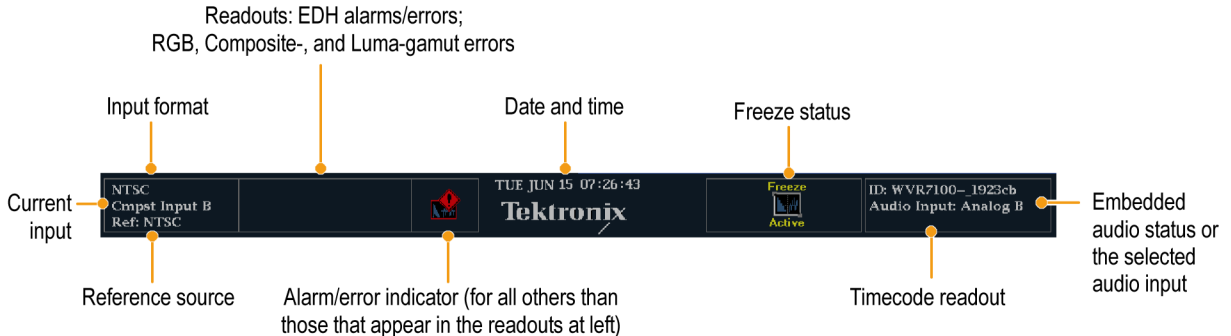 Readouts: EDH alarms/errors;
RGB, Composite-, and Luma-gamut errors
Input format
Date and time
Freeze status
Current
input
NTSC
Cmpst Input B
Ref: NTSC
TUE JUN 15 07:26:43
Tektronix
Freeze
Active
ID: WVR7100-_1923cb
Audio Input: Analog B
Embedded
audio status or
the selected
audio input
Reference source
Alarm/error indicator (for all others than
those that appear in the readouts at left)
Timecode readout